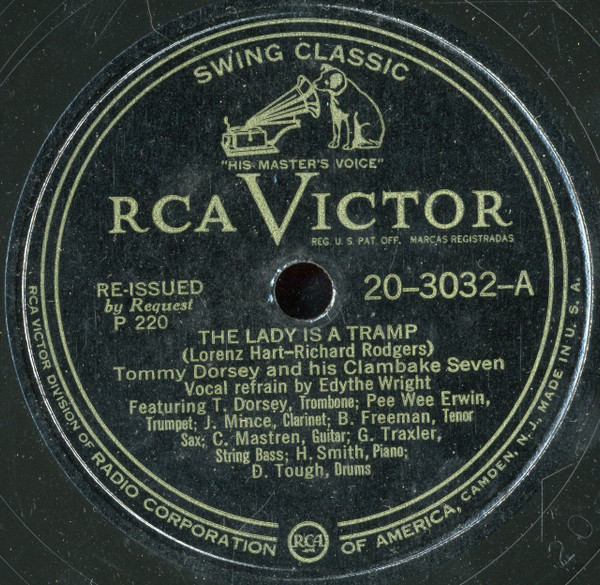 SWING CLASSIC
"HIS MASTER'S VOICE"
RCA VICTOR
REG. U. S. PAT. OFF. MARCAS REGISTRADAS
RE-ISSUED
by Request
P 220
20-3032-A
THE LADY IS A TRAMP
(Lorenz Hart-Richard Rodgers)
Tommy Dorsey and his Clambake Seven
Vocal refrain by Edythe Wright
Featuring T. Dorsey, Trombone; Pee Wee Erwin,
Trumpet; J. Mince, Clarinet; B. Freeman, Tenor
Sax; C. Mastren, Guitar; G. Traxler,
String Bass; H. Smith, Piano;
D. Tough, Drums
RCA VICTOR DIVISION OF RADIO CORPORATION OF AMERICA, CAMDEN, N. J. MADE IN U. S. A.
RCA